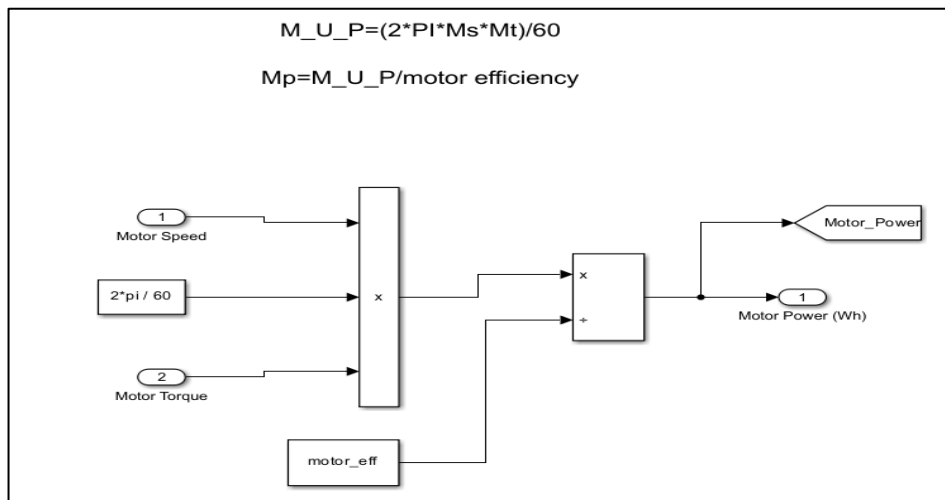 M_U_P=(2*PI*Ms*Mt)/60
Mp=M_U_P/motor efficiency
1
Motor Speed
2*pi / 60
2
Motor Torque
x
motor_eff
x
÷
Motor_Power
1
Motor Power (Wh)